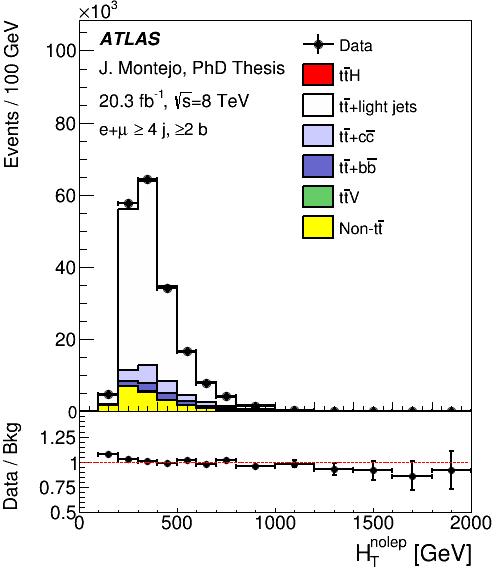 ×10³
Events / 100 GeV
100
80
60
40
20
0
ATLAS
J. Montejo, PhD Thesis
20.3 fb⁻¹, √s=8 TeV
e+μ ≥ 4 j, ≥2 b
Data
tt̄H
tt̄+light jets
tt̄+cc̄
tt̄+bb̄
tt̄V
Non-tt̄
Data / Bkg
1.25
1
0.75
0.5
0 500 1000 1500 2000
H_T^nolep [GeV]